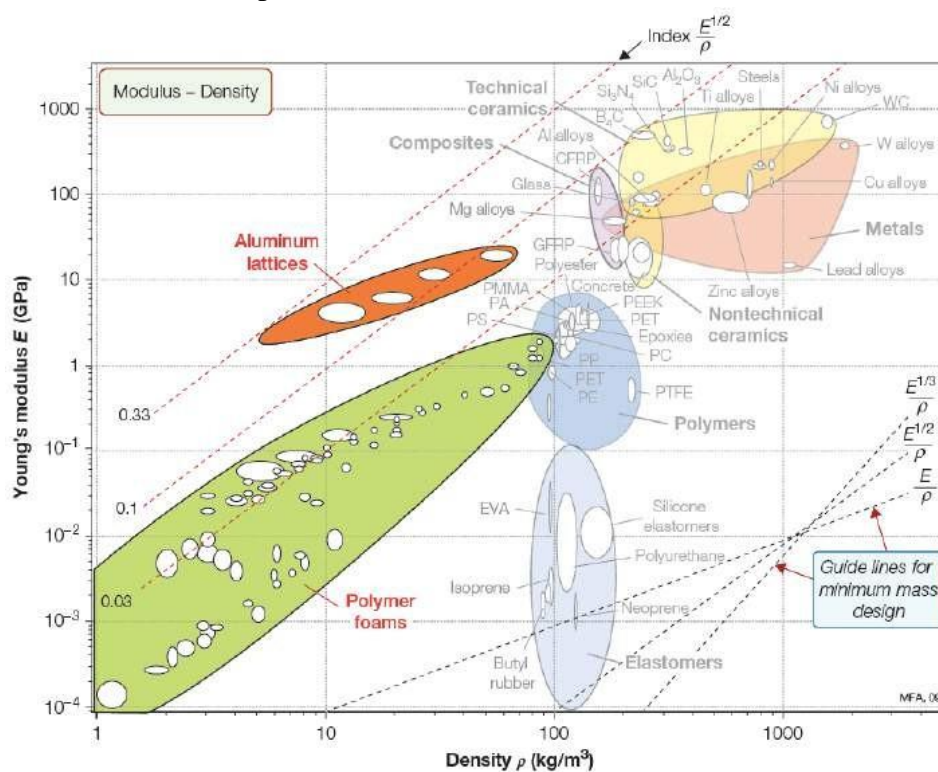 Index E^{1/2}/ρ
Modulus – Density
Technical
ceramics
Composites
B₄C
Si₃N₄
SiC
Al₂O₃
Steels
Ti alloys
Ni alloys
WC
Al alloys
CFRP
Glass
Mg alloys
W alloys
Cu alloys
Metals
Lead alloys
Zinc alloys
Nontechnical
ceramics
GFRP
Polyester
Concrete
PMMA
PA
PS
PEEK
PET
Epoxies
PC
PP
PET
PE
PTFE
Polymers
Aluminum
lattices
Polymer
foams
EVA
Silicone
elastomers
Polyurethane
Isoprene
Neoprene
Butyl
rubber
Elastomers
0.33
0.1
0.03
E^{1/3}/ρ
E^{1/2}/ρ
E/ρ
Guide lines for
minimum mass
design
MFA,
Young's modulus E (GPa)
1000
100
10
1
10⁻¹
10⁻²
10⁻³
10⁻⁴
1
10
100
1000
Density ρ (kg/m³)